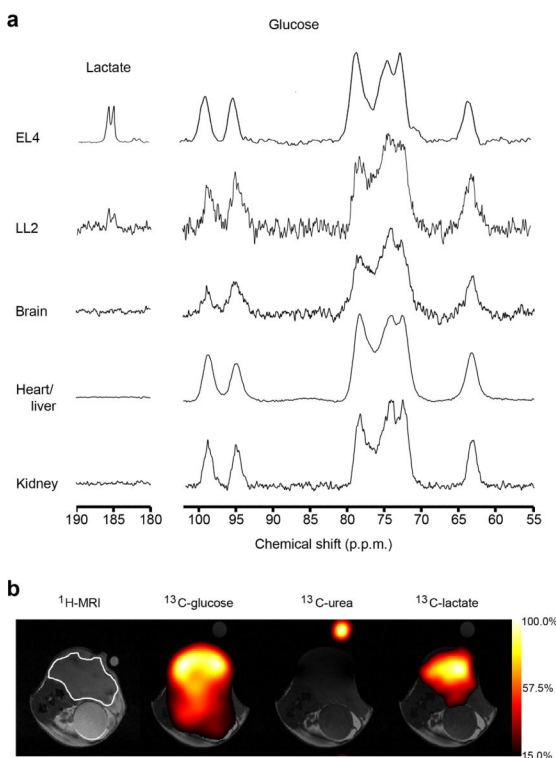 a
Glucose
Lactate
EL4
LL2
Brain
Heart/
liver
Kidney
190 185 180 100 95 90 85 80 75 70 65 60 55
Chemical shift (p.p.m.)
b
¹H-MRI ¹³C-glucose ¹³C-urea ¹³C-lactate
100.0%
57.5%
15.0%